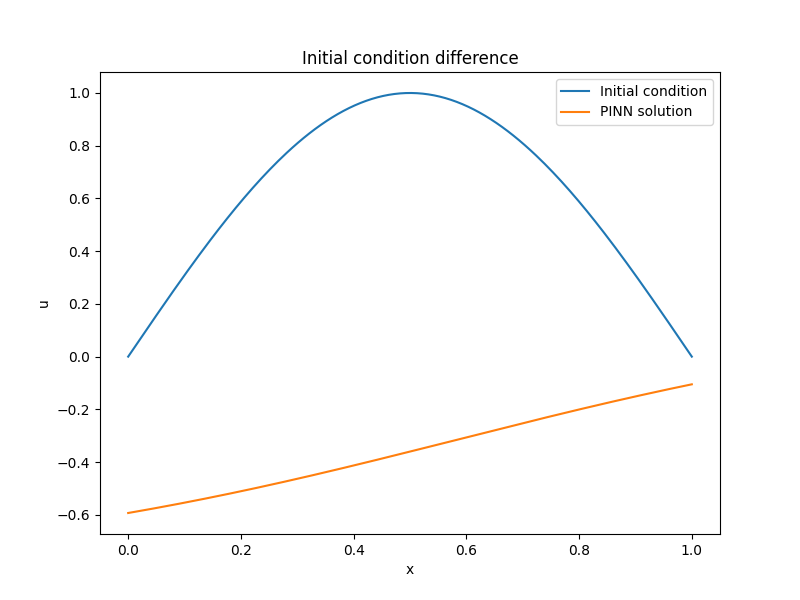 Initial condition difference
Initial condition
PINN solution
1.0
0.8
0.6
0.4
0.2
0.0
−0.2
−0.4
−0.6
u
0.0 0.2 0.4 0.6 0.8 1.0
x